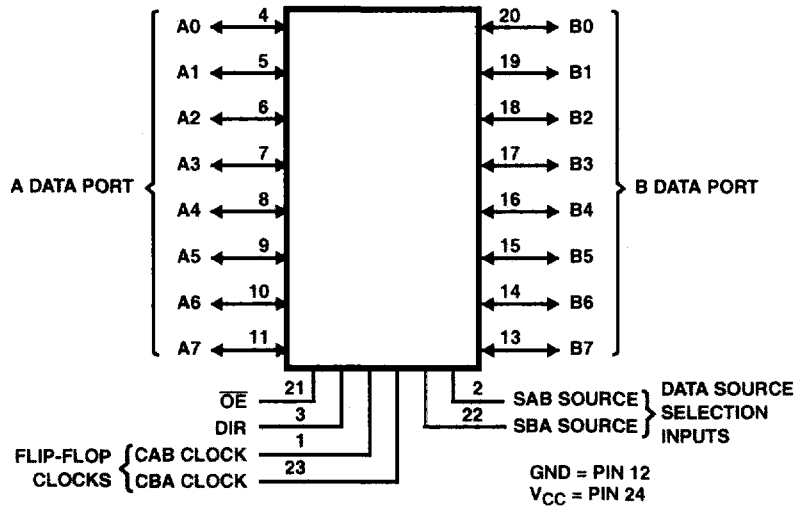 A0 4 20 B0
A1 5 19 B1
A2 6 18 B2
A3 7 17 B3
A DATA PORT B DATA PORT
A4 8 16 B4
A5 9 15 B5
A6 10 14 B6
A7 11 13 B7
OE 21 2 SAB SOURCE DATA SOURCE
DIR 3 22 SBA SOURCE SELECTION
INPUTS
FLIP-FLOP CAB CLOCK 1
CLOCKS CBA CLOCK 23
GND = PIN 12
VCC = PIN 24